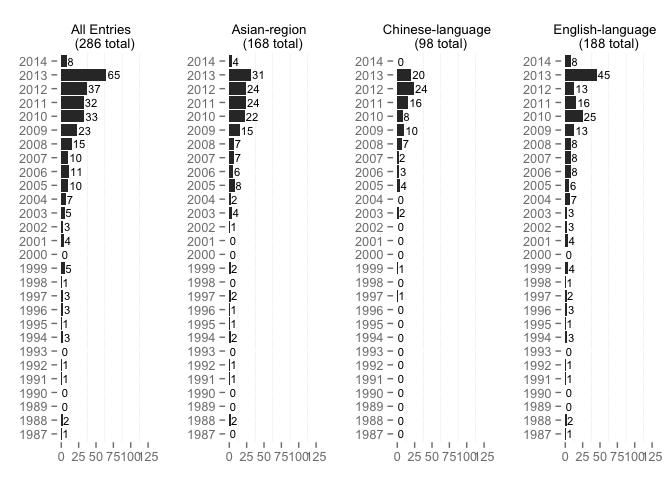 All Entries Asian-region Chinese-language English-language
(286 total) (168 total) (98 total) (188 total)
2014 8 2014 4 2014 0 2014 8
2013 65 2013 31 2013 20 2013 45
2012 37 2012 24 2012 24 2012 13
2011 32 2011 24 2011 16 2011 16
2010 33 2010 22 2010 8 2010 25
2009 23 2009 15 2009 10 2009 13
2008 15 2008 7 2008 7 2008 8
2007 10 2007 7 2007 2 2007 8
2006 11 2006 6 2006 3 2006 8
2005 10 2005 8 2005 4 2005 6
2004 7 2004 2 2004 0 2004 7
2003 5 2003 4 2003 2 2003 3
2002 3 2002 1 2002 0 2002 3
2001 4 2001 0 2001 0 2001 4
2000 0 2000 0 2000 0 2000 0
1999 5 1999 2 1999 1 1999 4
1998 1 1998 0 1998 0 1998 1
1997 3 1997 2 1997 1 1997 2
1996 3 1996 1 1996 0 1996 3
1995 1 1995 1 1995 0 1995 1
1994 3 1994 2 1994 0 1994 3
1993 0 1993 0 1993 0 1993 0
1992 1 1992 1 1992 0 1992 1
1991 1 1991 1 1991 0 1991 1
1990 0 1990 0 1990 0 1990 0
1989 0 1989 0 1989 0 1989 0
1988 2 1988 2 1988 0 1988 2
1987 1 1987 0 1987 0 1987 1
0 25 50 75 100 125 0 25 50 75 100 125 0 25 50 75 100 125 0 25 50 75 100 125